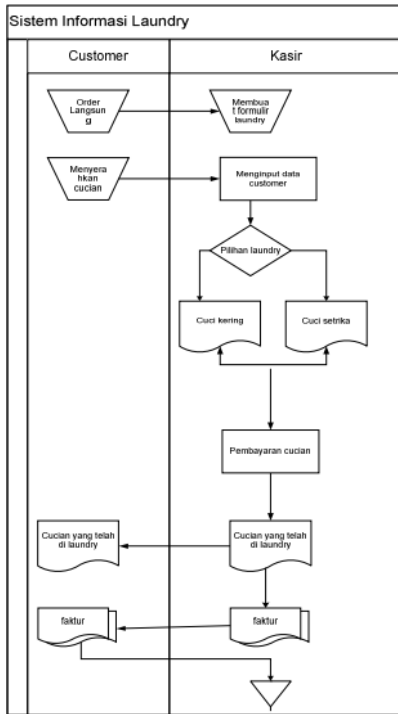 Sistem Informasi Laundry
Customer
Kasir
Order
Langsun
g
Membua
t formulir
laundry
Menyera
hkan
cucian
Menginput data
customer
Pilihan laundry
Cuci kering
Cuci setrika
Pembayaran cucian
Cucian yang telah
di laundry
Cucian yang telah
di laundry
faktur
faktur